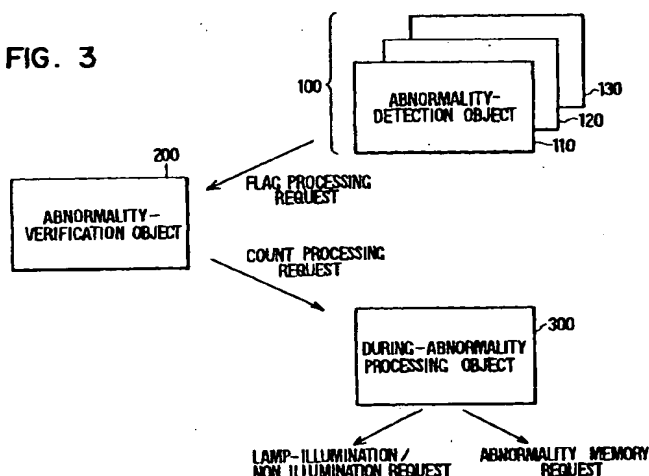 FIG. 3
100
ABNORMALITY-
DETECTION OBJECT
130
120
110
200
FLAG PROCESSING
REQUEST
ABNORMALITY-
VERIFICATION OBJECT
COUNT PROCESSING
REQUEST
300
DURING-ABNORMALITY
PROCESSING OBJECT
LAMP-ILLUMINATION/
NON ILLUMINATION REQUEST
ABNORMALITY MEMORY
REQUEST